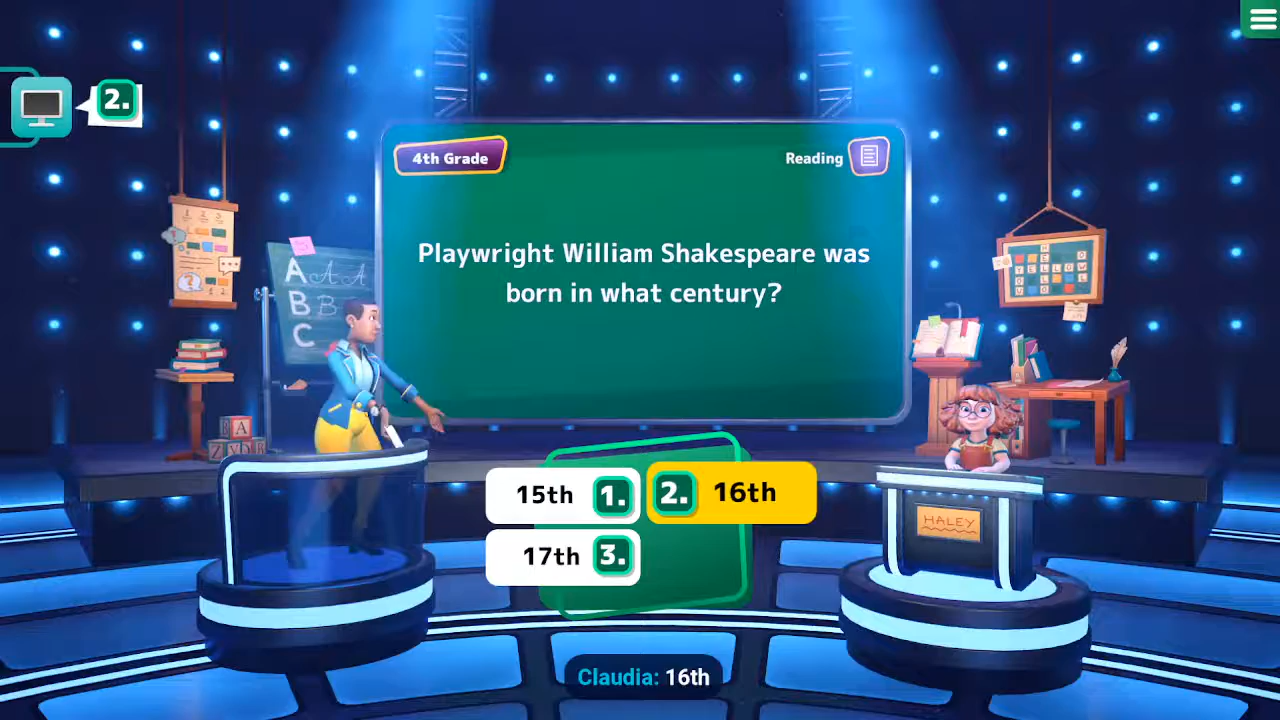 2.
4th Grade
Reading
Playwright William Shakespeare was
born in what century?
A
B
C
15th 1.
2. 16th
17th 3.
HALEY
Claudia: 16th